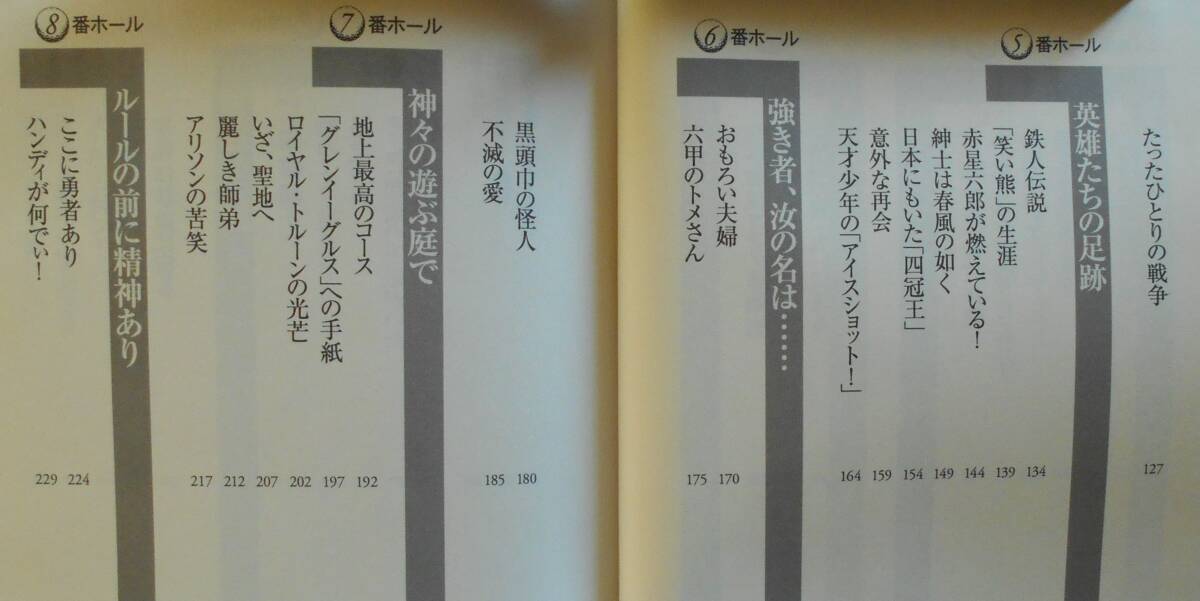 たったひとりの戦争 127
5番ホール
英雄たちの足跡
鉄人伝説 134
「笑い熊」の生涯 139
赤星六郎が燃えている! 144
紳士は春風の如く 149
日本にもいた「四冠王」 154
意外な再会 159
天才少年の「アイスショット!」 164
6番ホール
強き者、汝の名は……
おもろい夫婦 170
六甲のトメさん 175
黒頭巾の怪人 180
不滅の愛 185
7番ホール
神々の遊ぶ庭で
地上最高のコース 192
「グレンイーグルス」への手紙 197
ロイヤル・トルーンの光芒 202
いざ、聖地へ 207
麗しき師弟 212
アリソンの苦笑 217
8番ホール
ルールの前に精神あり
ここに勇者あり 224
ハンディが何でぃ! 229